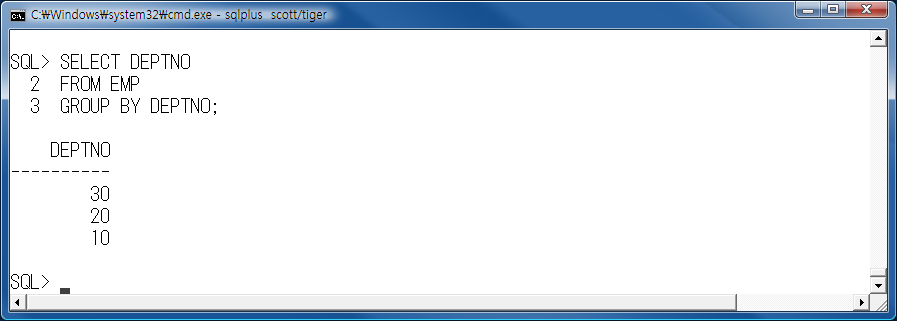 C:₩Windows₩system32₩cmd.exe - sqlplus  scott/tiger
SQL> SELECT DEPTNO
  2  FROM EMP
  3  GROUP BY DEPTNO;
    DEPTNO
----------
        30
        20
        10
SQL>